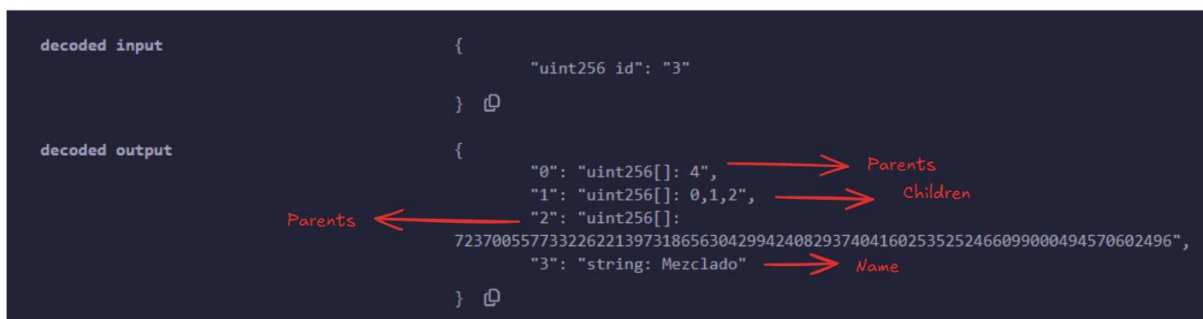 decoded input {
"uint256 id": "3"
}
decoded output {
"0": "uint256[]: 4", Parents
"1": "uint256[]: 0,1,2", Children
Parents "2": "uint256[]:
7237005577332262213973186563042994240829374041602535252466099000494570602496",
"3": "string: Mezclado" Name
}